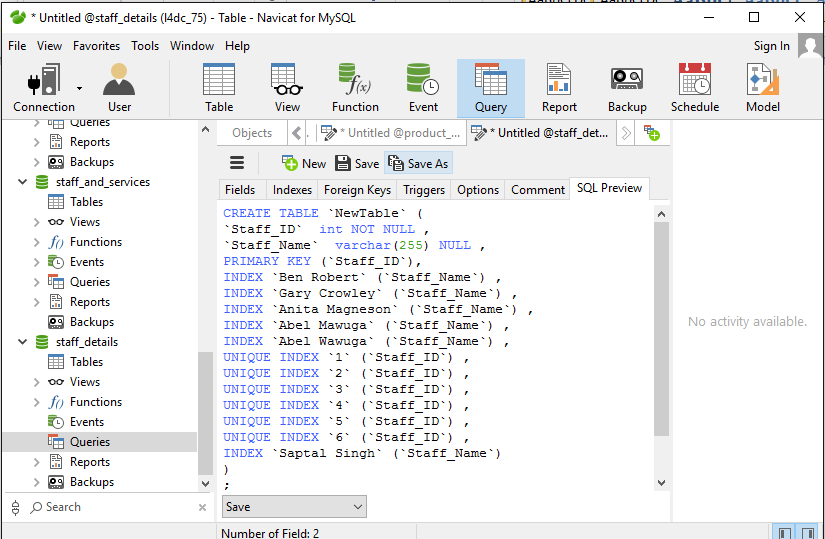 * Untitled @staff_details (l4dc_75) - Table - Navicat for MySQL
File View Favorites Tools Window Help Sign In
Connection User Table View Function Event Query Report Backup Schedule Model
Queries
Reports
Backups
staff_and_services
Tables
Views
Functions
Events
Queries
Reports
Backups
staff_details
Tables
Views
Functions
Events
Queries
Reports
Backups
Search
Objects * Untitled @product_... * Untitled @staff_det...
New Save Save As
Fields Indexes Foreign Keys Triggers Options Comment SQL Preview
CREATE TABLE `NewTable` (
`Staff_ID`  int NOT NULL ,
`Staff_Name`  varchar(255) NULL ,
PRIMARY KEY (`Staff_ID`),
INDEX `Ben Robert` (`Staff_Name`) ,
INDEX `Gary Crowley` (`Staff_Name`) ,
INDEX `Anita Magneson` (`Staff_Name`) ,
INDEX `Abel Mawuga` (`Staff_Name`) ,
INDEX `Abel Wawuga` (`Staff_Name`) ,
UNIQUE INDEX `1` (`Staff_ID`) ,
UNIQUE INDEX `2` (`Staff_ID`) ,
UNIQUE INDEX `3` (`Staff_ID`) ,
UNIQUE INDEX `4` (`Staff_ID`) ,
UNIQUE INDEX `5` (`Staff_ID`) ,
UNIQUE INDEX `6` (`Staff_ID`) ,
INDEX `Saptal Singh` (`Staff_Name`)
)
;
Save
Number of Field: 2
No activity available.